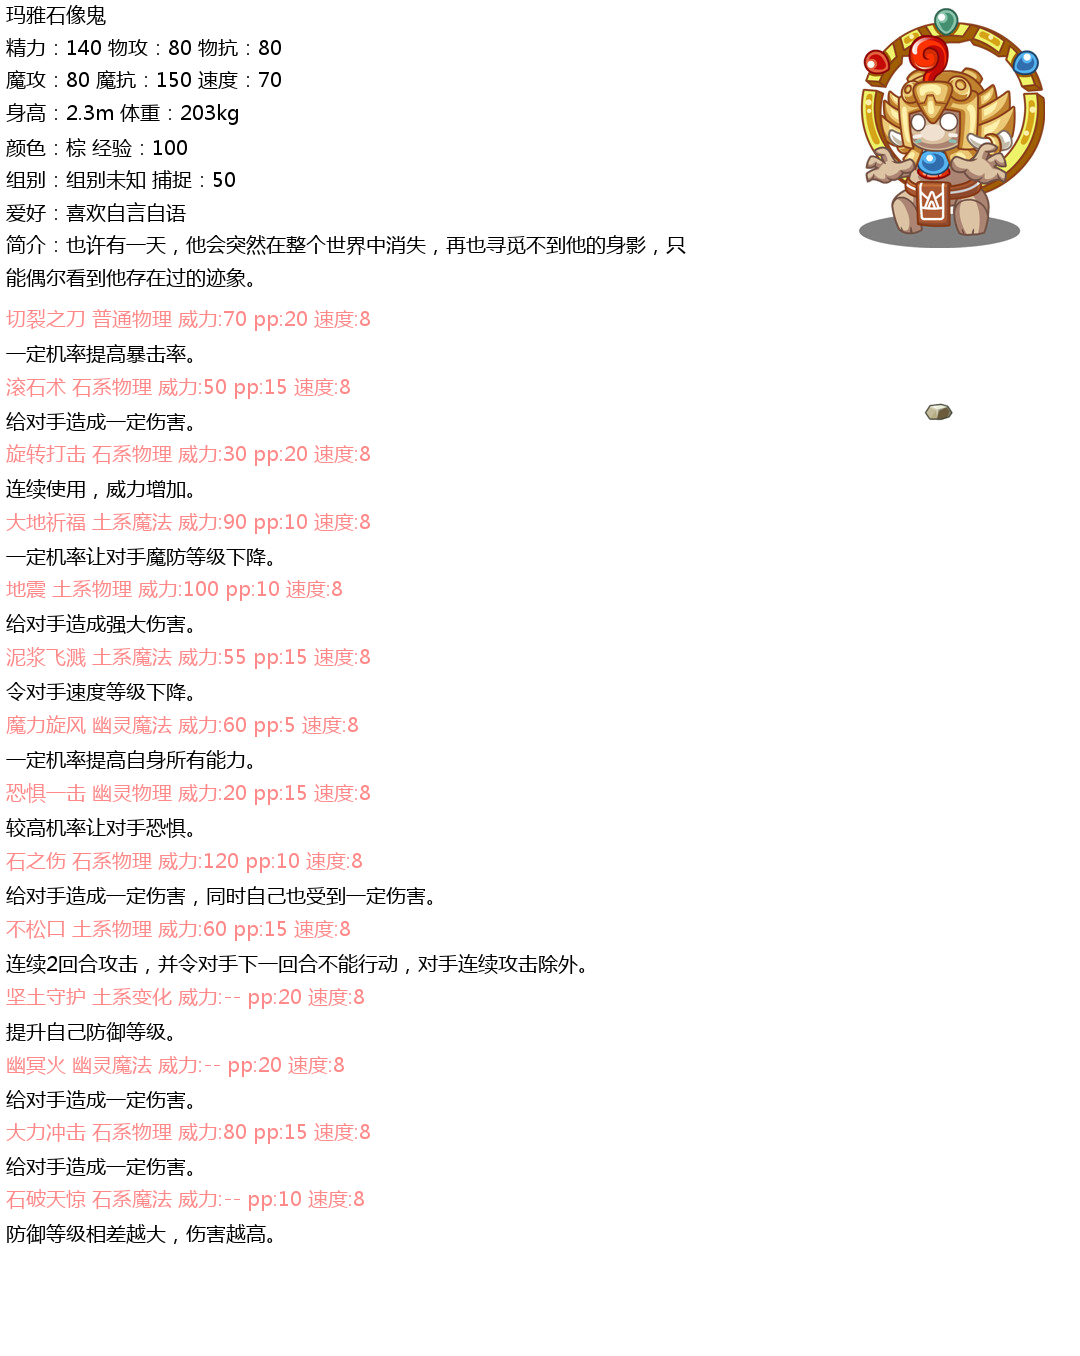 玛雅石像鬼
精力：140 物攻：80 物抗：80
魔攻：80 魔抗：150 速度：70
身高：2.3m 体重：203kg
颜色：棕 经验：100
组别：组别未知 捕捉：50
爱好：喜欢自言自语
简介：也许有一天，他会突然在整个世界中消失，再也寻觅不到他的身影，只
能偶尔看到他存在过的迹象。
切裂之刀 普通物理 威力:70 pp:20 速度:8
一定机率提高暴击率。
滚石术 石系物理 威力:50 pp:15 速度:8
给对手造成一定伤害。
旋转打击 石系物理 威力:30 pp:20 速度:8
连续使用，威力增加。
大地祈福 土系魔法 威力:90 pp:10 速度:8
一定机率让对手魔防等级下降。
地震 土系物理 威力:100 pp:10 速度:8
给对手造成强大伤害。
泥浆飞溅 土系魔法 威力:55 pp:15 速度:8
令对手速度等级下降。
魔力旋风 幽灵魔法 威力:60 pp:5 速度:8
一定机率提高自身所有能力。
恐惧一击 幽灵物理 威力:20 pp:15 速度:8
较高机率让对手恐惧。
石之伤 石系物理 威力:120 pp:10 速度:8
给对手造成一定伤害，同时自己也受到一定伤害。
不松口 土系物理 威力:60 pp:15 速度:8
连续2回合攻击，并令对手下一回合不能行动，对手连续攻击除外。
坚土守护 土系变化 威力:-- pp:20 速度:8
提升自己防御等级。
幽冥火 幽灵魔法 威力:-- pp:20 速度:8
给对手造成一定伤害。
大力冲击 石系物理 威力:80 pp:15 速度:8
给对手造成一定伤害。
石破天惊 石系魔法 威力:-- pp:10 速度:8
防御等级相差越大，伤害越高。